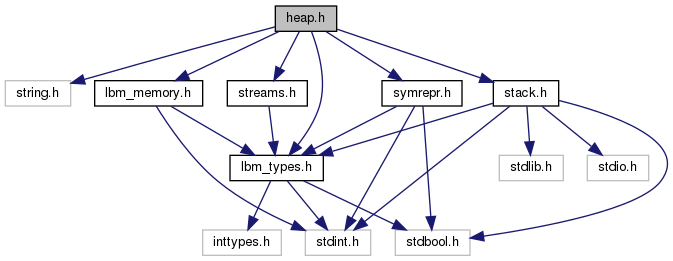 heap.h
string.h
lbm_memory.h
streams.h
symrepr.h
stack.h
lbm_types.h
stdlib.h
stdio.h
inttypes.h
stdint.h
stdbool.h